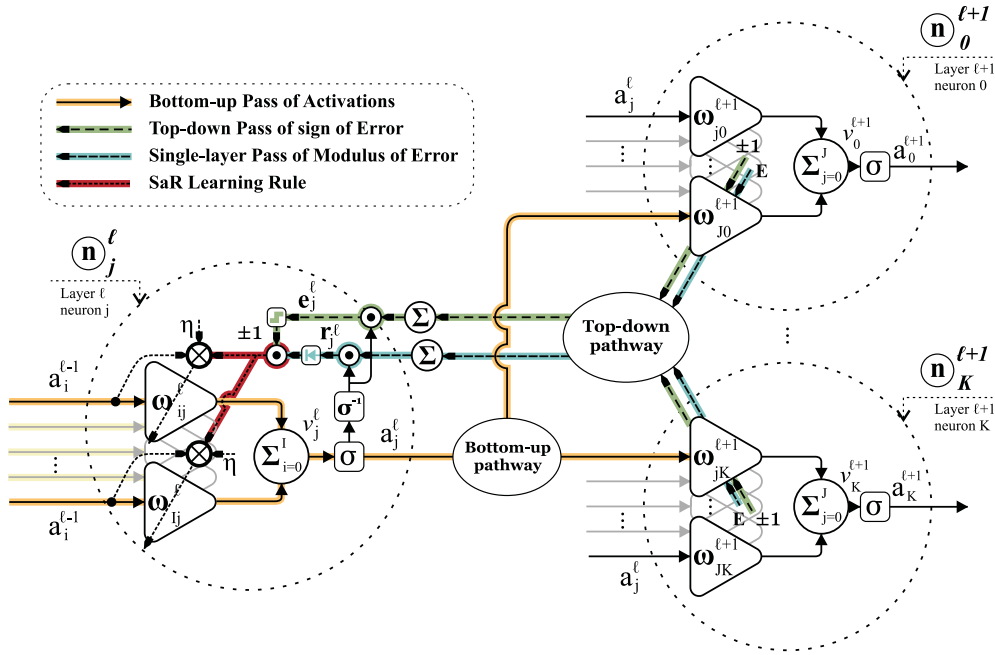 Bottom-up Pass of Activations
Top-down Pass of sign of Error
Single-layer Pass of Modulus of Error
SaR Learning Rule
n j ℓ
Layer ℓ
neuron j
n 0 ℓ+1
Layer ℓ+1
neuron 0
a j ℓ
ω j0 ℓ+1
±1
E
ω J0 ℓ+1
Σ J j=0
v 0 ℓ+1
σ
a 0 ℓ+1
η
±1
e j ℓ
r j ℓ
Σ
Σ
Top-down
pathway
a i ℓ-1
ω ij ℓ
σ -1
v j ℓ
Σ I i=0
σ
a j ℓ
Bottom-up
pathway
η
ω Ij ℓ
a i ℓ-1
n K ℓ+1
Layer ℓ+1
neuron K
ω jK ℓ+1
E ±1
ω JK ℓ+1
a j ℓ
Σ J j=0
v K ℓ+1
σ
a K ℓ+1